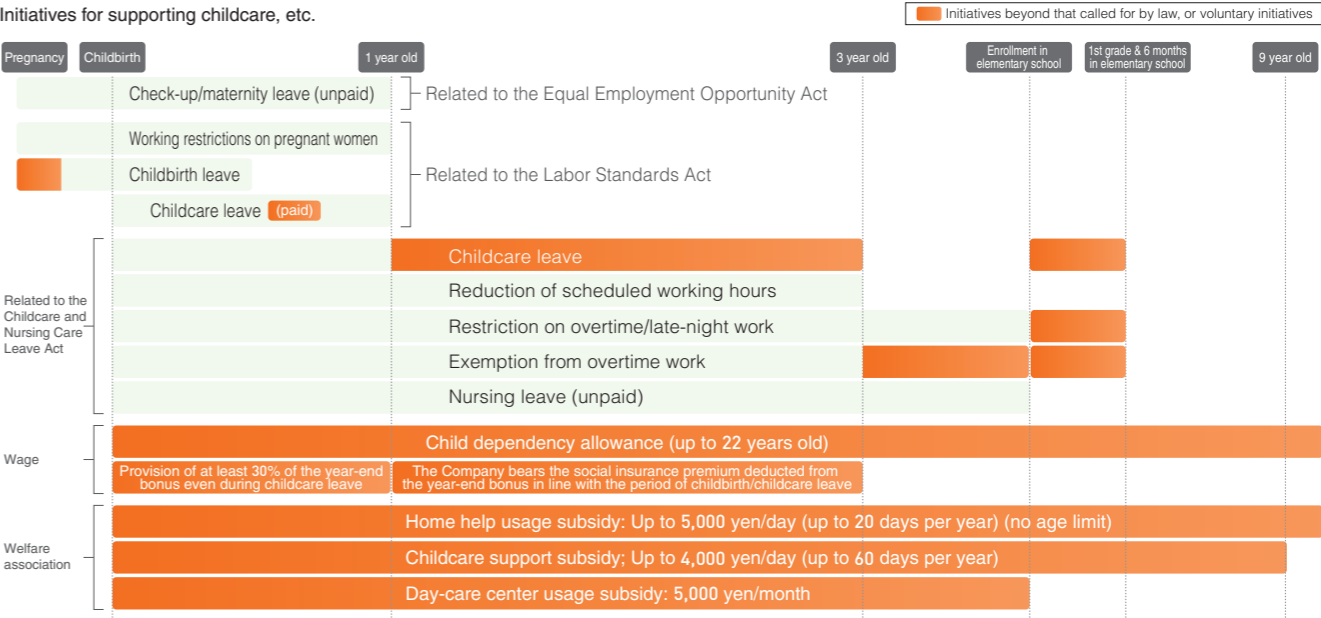 Initiatives for supporting childcare, etc.
Initiatives beyond that called for by law, or voluntary initiatives
Pregnancy
Childbirth
1 year old
3 year old
Enrollment in
elementary school
1st grade & 6 months
in elementary school
9 year old
Check-up/maternity leave (unpaid)
Related to the Equal Employment Opportunity Act
Working restrictions on pregnant women
Childbirth leave
Related to the Labor Standards Act
Childcare leave (paid)
Related to the
Childcare and
Nursing Care
Leave Act
Childcare leave
Reduction of scheduled working hours
Restriction on overtime/late-night work
Exemption from overtime work
Nursing leave (unpaid)
Wage
Child dependency allowance (up to 22 years old)
Provision of at least 30% of the year-end
bonus even during childcare leave
The Company bears the social insurance premium deducted from
the year-end bonus in line with the period of childbirth/childcare leave
Welfare
association
Home help usage subsidy: Up to 5,000 yen/day (up to 20 days per year) (no age limit)
Childcare support subsidy; Up to 4,000 yen/day (up to 60 days per year)
Day-care center usage subsidy: 5,000 yen/month